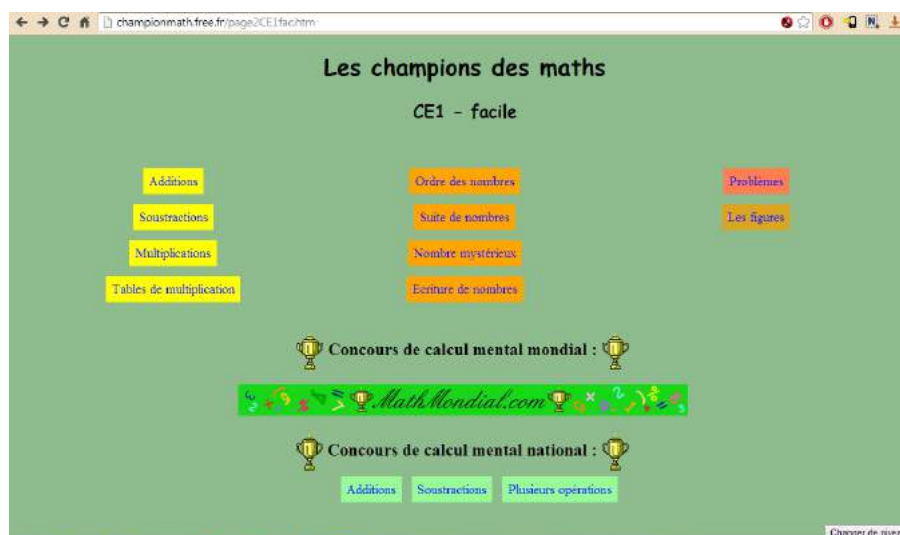 championmath.free.fr/page2CE1fac.htm
Les champions des maths
CE1 - facile
Additions
Ordre des nombres
Problèmes
Soustractions
Suite de nombres
Les figures
Multiplications
Nombre mystérieux
Tables de multiplication
Ecriture de nombres
Concours de calcul mental mondial :
MathMondial.com
Concours de calcul mental national :
Additions
Soustractions
Plusieurs opérations
Changer de